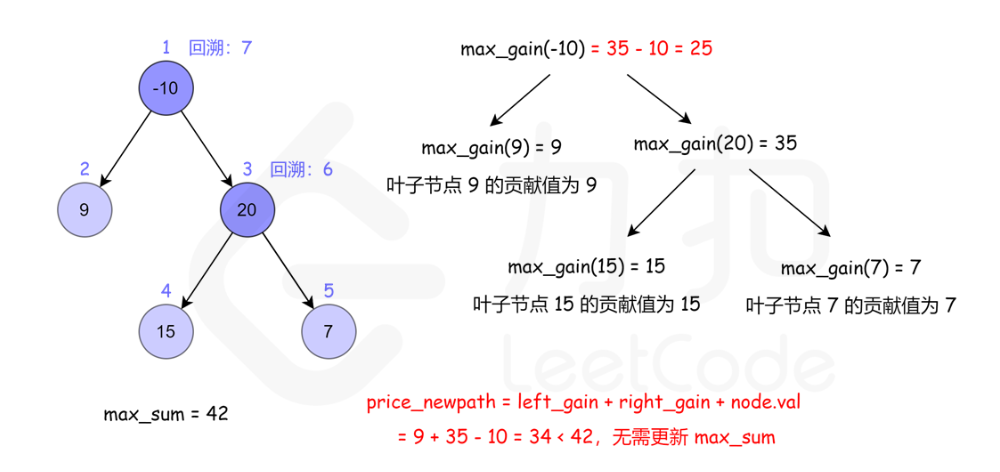 1 回溯：7
-10
2
9
3 回溯：6
20
4
15
5
7
max_sum = 42
max_gain(-10) = 35 - 10 = 25
max_gain(9) = 9
叶子节点 9 的贡献值为 9
max_gain(20) = 35
max_gain(15) = 15
叶子节点 15 的贡献值为 15
max_gain(7) = 7
叶子节点 7 的贡献值为 7
price_newpath = left_gain + right_gain + node.val
= 9 + 35 - 10 = 34 < 42，无需更新 max_sum
力扣
LeetCode